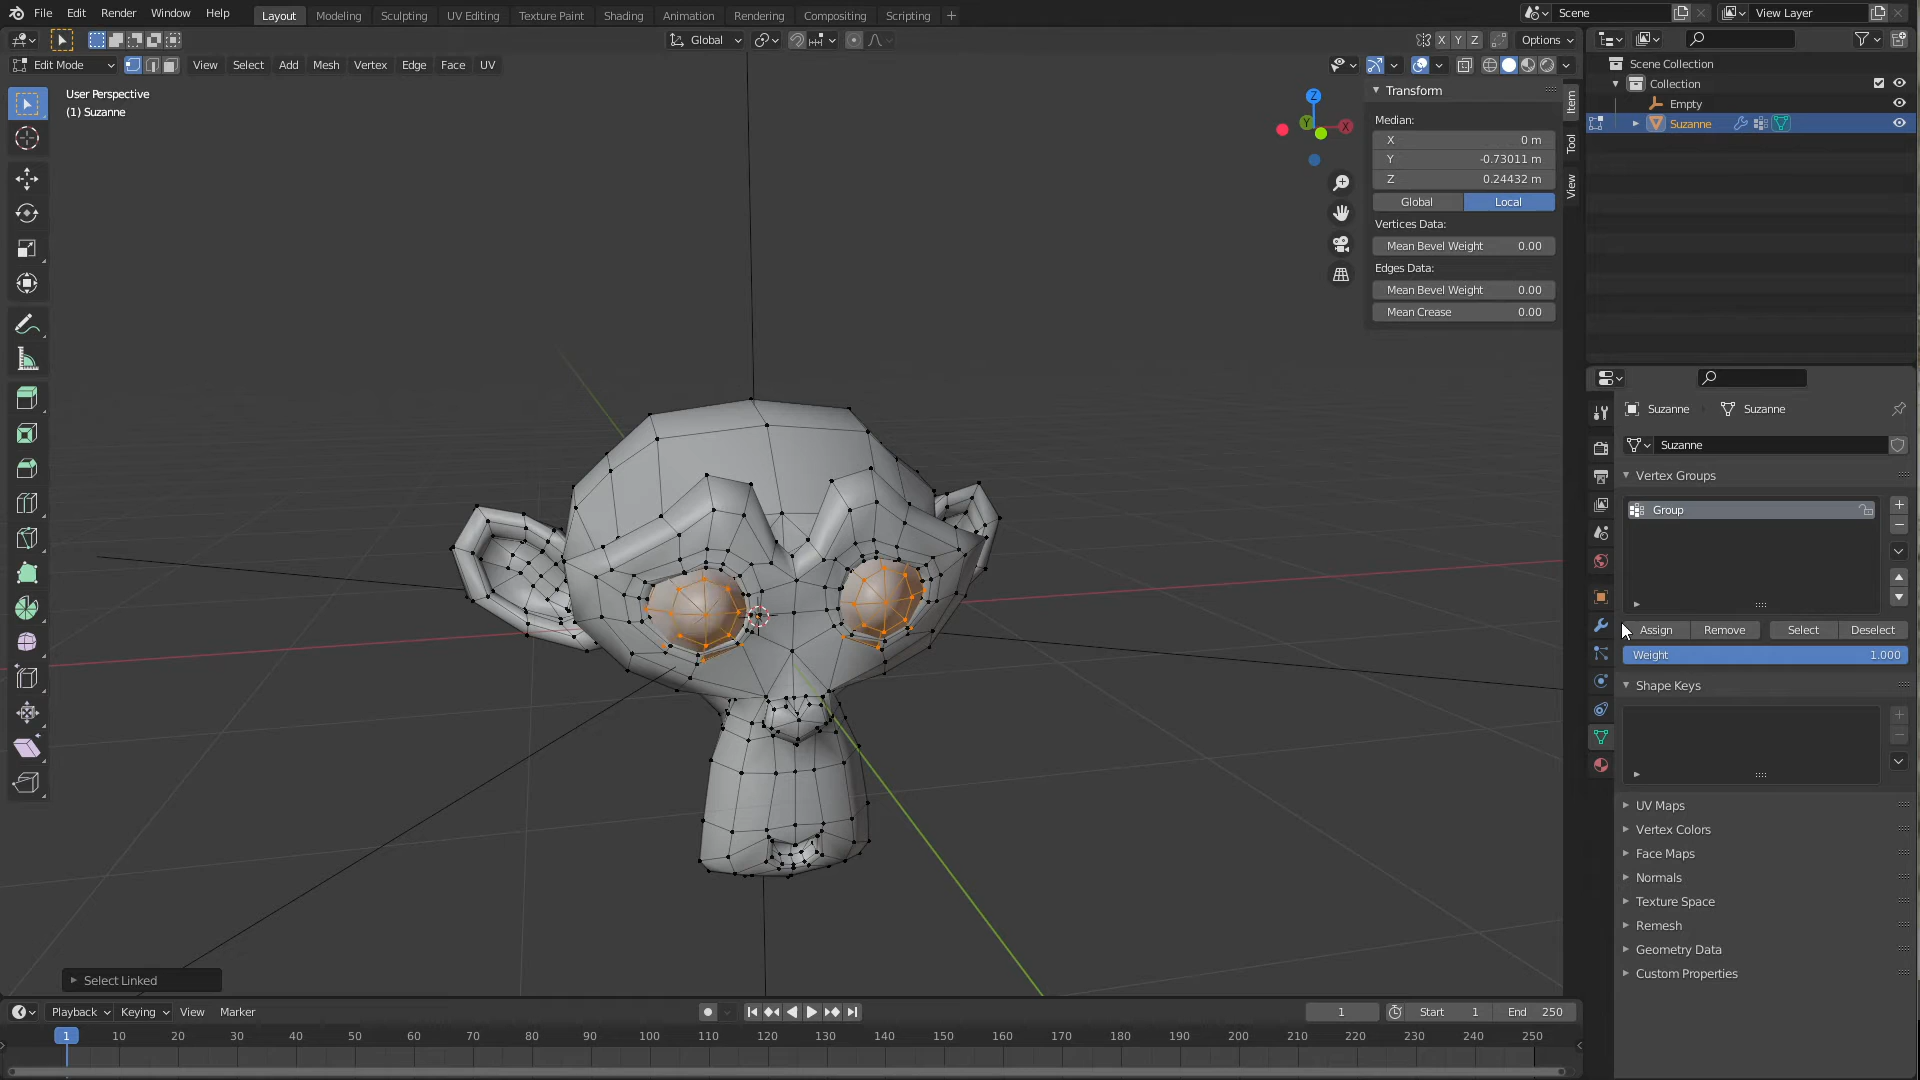 File Edit Render Window Help Layout Modeling Sculpting UV Editing Texture Paint Shading Animation Rendering Compositing Scripting + Scene View Layer
Global X Y Z Options
Edit Mode View Select Add Mesh Vertex Edge Face UV
User Perspective
(1) Suzanne
Z
Y
X
Transform
Median:
X 0 m
Y -0.73011 m
Z 0.24432 m
Global Local
Vertices Data:
Mean Bevel Weight 0.00
Edges Data:
Mean Bevel Weight 0.00
Mean Crease 0.00
Item
Tool
View
Scene Collection
Collection
Empty
Suzanne
Suzanne Suzanne
Suzanne
Vertex Groups
Group
Assign Remove Select Deselect
Weight 1.000
Shape Keys
UV Maps
Vertex Colors
Face Maps
Normals
Texture Space
Remesh
Geometry Data
Custom Properties
Select Linked
Playback Keying View Marker 1 Start 1 End 250
1 10 20 30 40 50 60 70 80 90 100 110 120 130 140 150 160 170 180 190 200 210 220 230 240 250